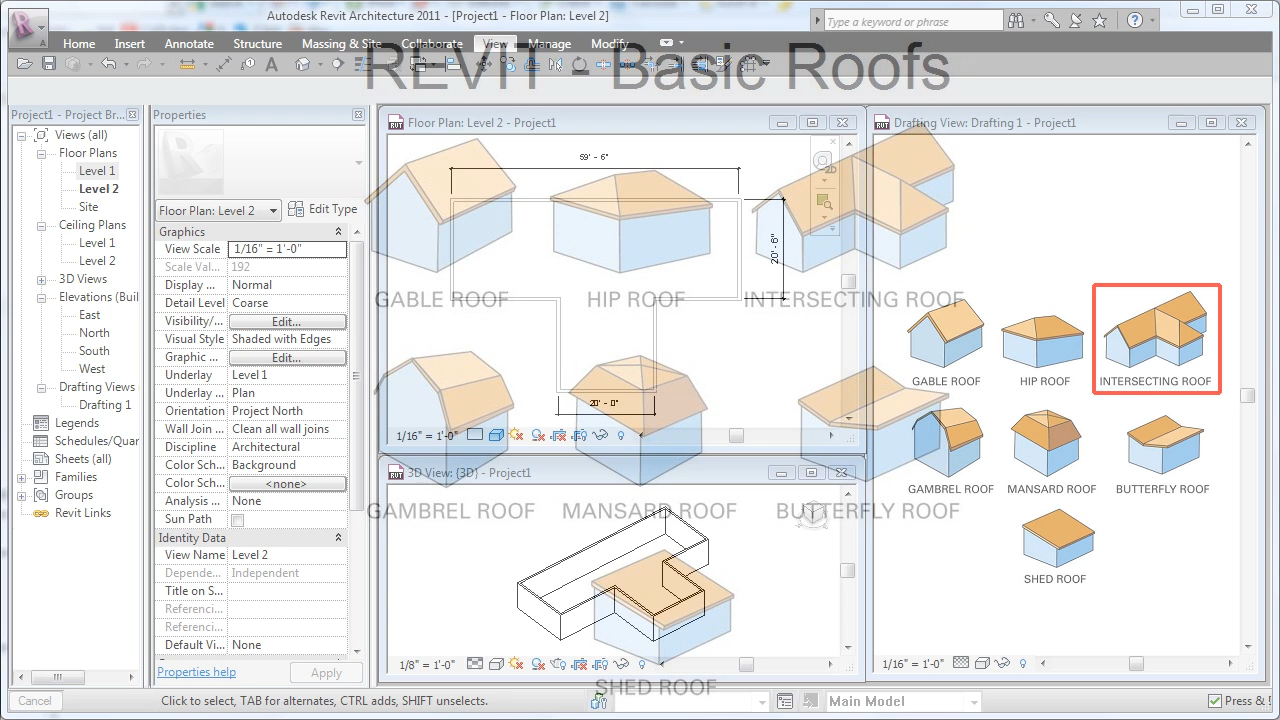 Autodesk Revit Architecture 2011 - [Project1 - Floor Plan: Level 2]
Type a keyword or phrase
Home Insert Annotate Structure Massing & Site Collaborate View Manage Modify
REVIT - Basic Roofs
Project1 - Project Br...
Views (all)
Floor Plans
Level 1
Level 2
Site
Ceiling Plans
Level 1
Level 2
3D Views
Elevations (Buil
East
North
South
West
Drafting Views
Drafting 1
Legends
Schedules/Quar
Sheets (all)
Families
Groups
Revit Links
Properties
Floor Plan: Level 2
Edit Type
Graphics
View Scale 1/16" = 1'-0"
Scale Val... 192
Display ... Normal
Detail Level Coarse
Visibility/... Edit...
Visual Style Shaded with Edges
Graphic ... Edit...
Underlay Level 1
Underlay ... Plan
Orientation Project North
Wall Join ... Clean all wall joins
Discipline Architectural
Color Sch... Background
Color Sch... <none>
Analysis ... None
Sun Path
Identity Data
View Name Level 2
Depende... Independent
Title on S...
Referenci...
Referenci...
Default Vi... None
Properties help
Apply
Floor Plan: Level 2 - Project1
59' - 6"
2D
20' - 6"
GABLE ROOF HIP ROOF INTERSECTING ROOF
20' - 0"
1/16" = 1'-0"
3D View: {3D} - Project1
GAMBREL ROOF MANSARD ROOF BUTTERFLY ROOF
1/8" = 1'-0"
SHED ROOF
Drafting View: Drafting 1 - Project1
GABLE ROOF HIP ROOF INTERSECTING ROOF
GAMBREL ROOF MANSARD ROOF BUTTERFLY ROOF
SHED ROOF
1/16" = 1'-0"
Cancel
Click to select, TAB for alternates, CTRL adds, SHIFT unselects.
Main Model
Press &